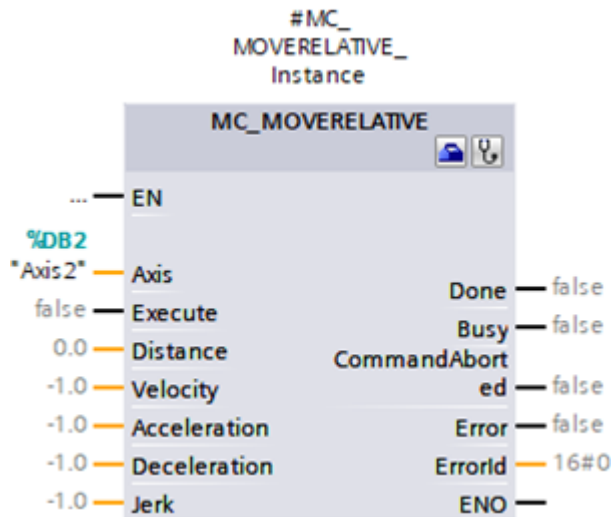 #MC_
MOVERELATIVE_
Instance
MC_MOVERELATIVE
... EN
%DB2
"Axis2" Axis
Done false
false Execute
Busy false
0.0 Distance
CommandAbort
ed false
-1.0 Velocity
-1.0 Acceleration
Error false
-1.0 Deceleration
ErrorId 16#0
-1.0 Jerk
ENO